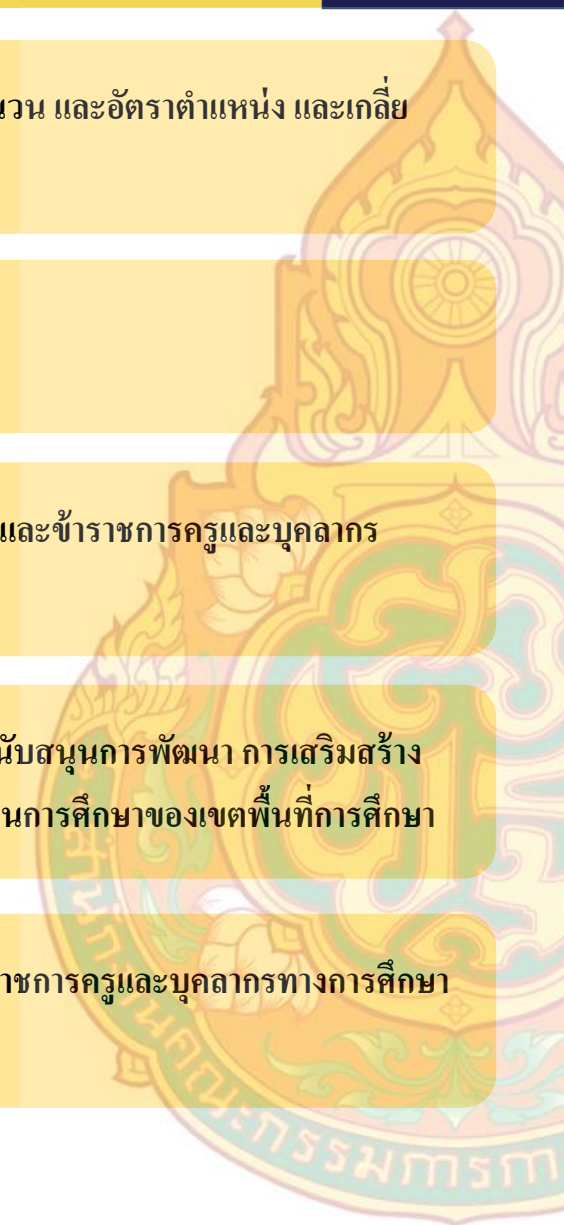 นวน และอัตราตำแหน่ง และเกลี่ย
และข้าราชการครูและบุคลากร
นับสนุนการพัฒนา การเสริมสร้าง
นการศึกษาของเขตพื้นที่การศึกษา
าชการครูและบุคลากรทางการศึกษา